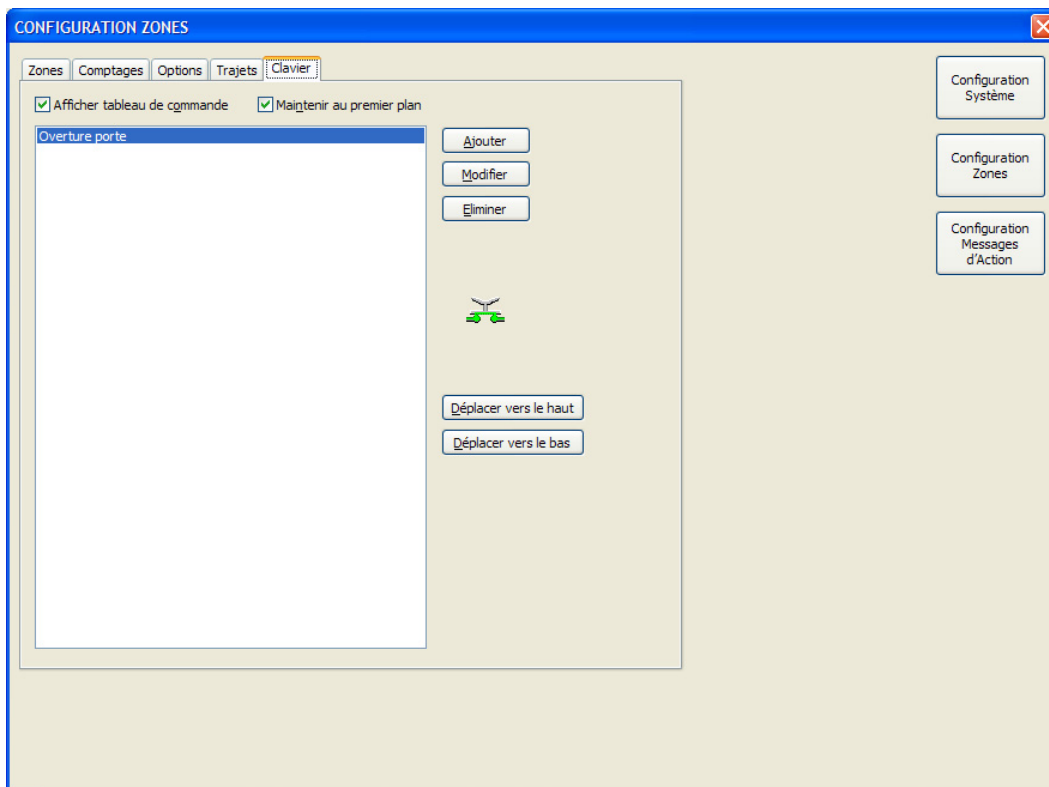 CONFIGURATION ZONES
Zones
Comptages
Options
Trajets
Clavier
Afficher tableau de commande
Maintenir au premier plan
Overture porte
Ajouter
Modifier
Eliminer
Déplacer vers le haut
Déplacer vers le bas
Configuration
Système
Configuration
Zones
Configuration
Messages
d'Action